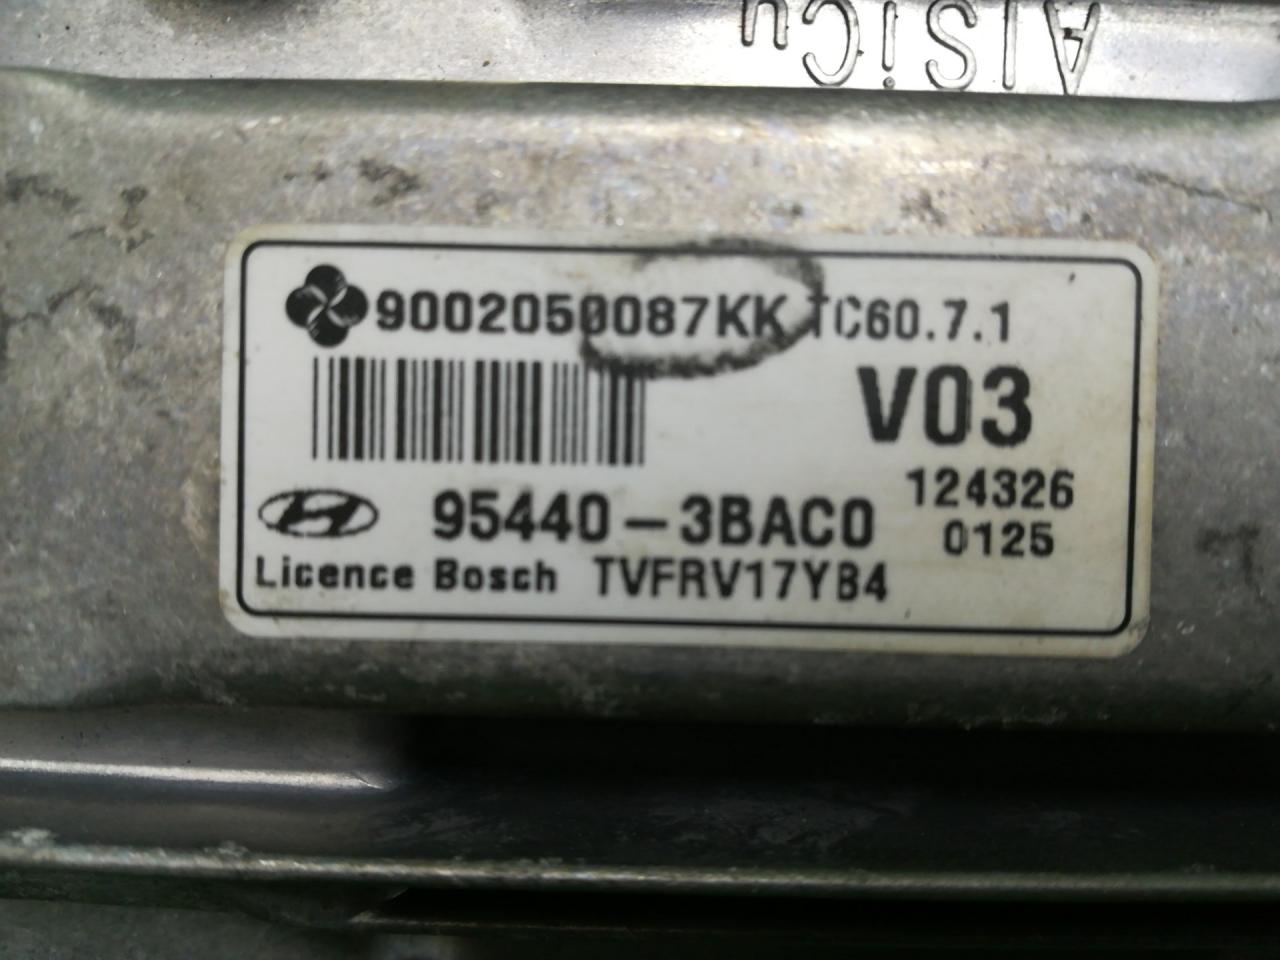 AlSiCu
9002050087KK TC60.7.1
V03
124326
95440-3BAC0
0125
Licence Bosch TVFRV17YB4